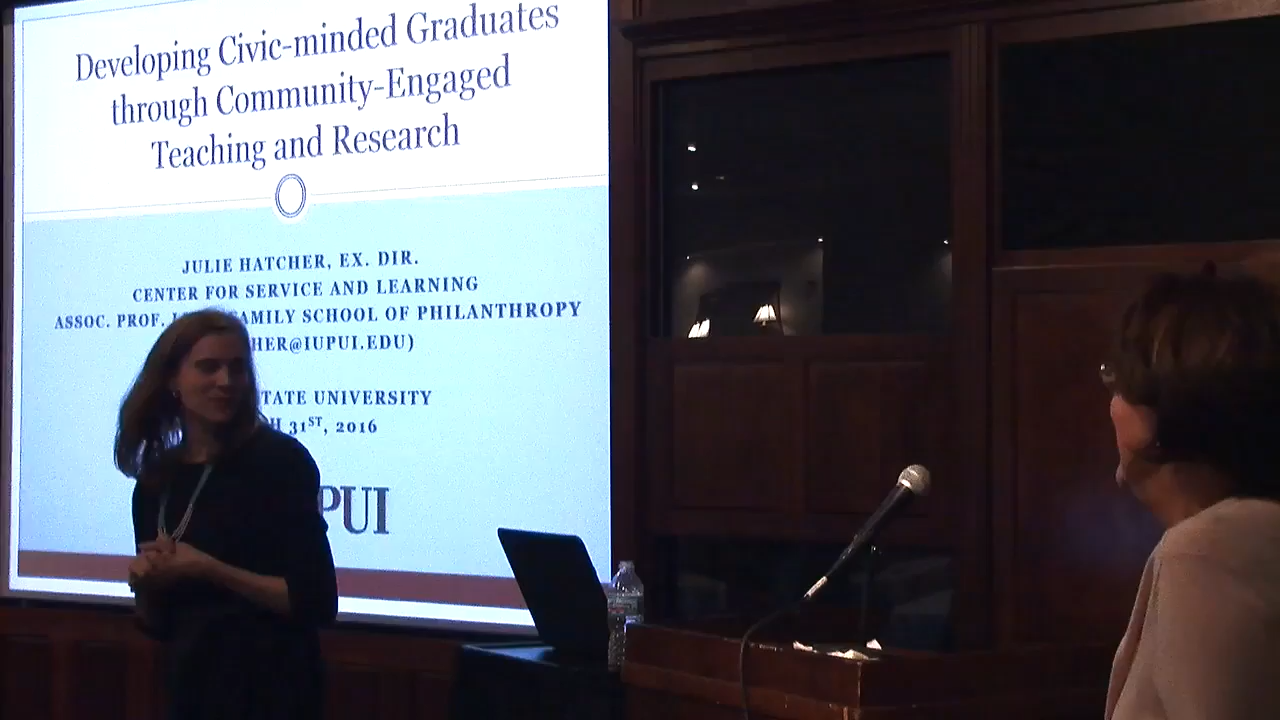 Developing Civic-minded Graduates
through Community-Engaged
Teaching and Research
JULIE HATCHER, EX. DIR.
CENTER FOR SERVICE AND LEARNING
ASSOC. PROF. FAMILY SCHOOL OF PHILANTHROPY
HER@IUPUI.EDU)
TATE UNIVERSITY
H 31ST, 2016
PUI